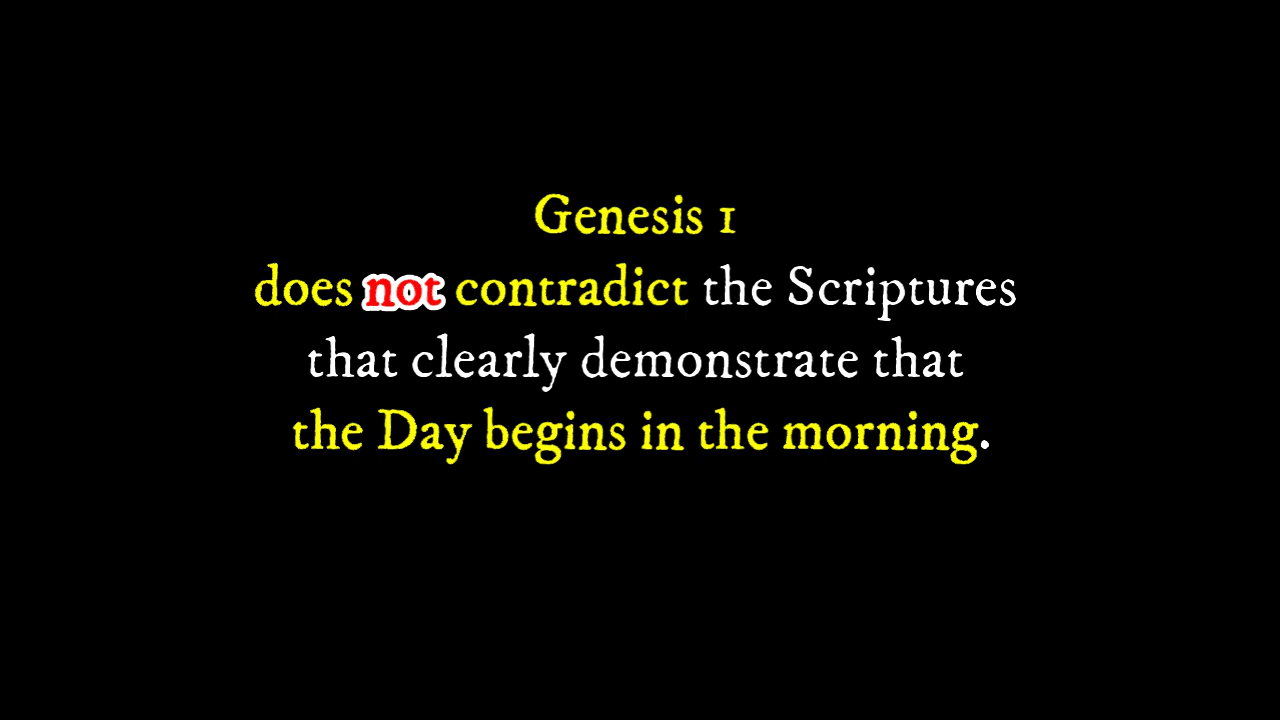 Genesis 1
does not contradict the Scriptures
that clearly demonstrate that
the Day begins in the morning.